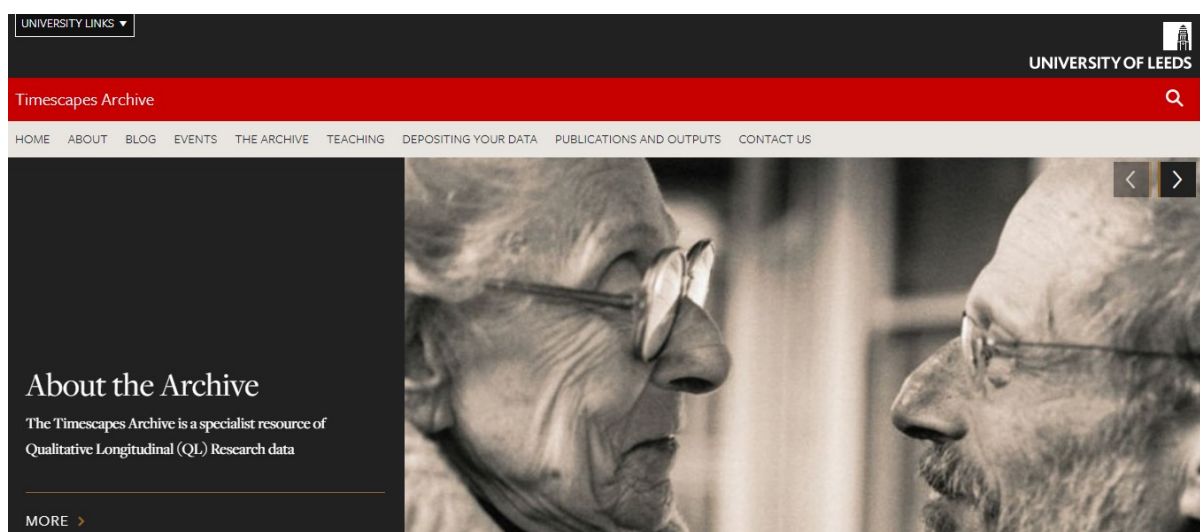 UNIVERSITY LINKS
UNIVERSITY OF LEEDS
Timescapes Archive
HOME ABOUT BLOG EVENTS THE ARCHIVE TEACHING DEPOSITING YOUR DATA PUBLICATIONS AND OUTPUTS CONTACT US
About the Archive
The Timescapes Archive is a specialist resource of
Qualitative Longitudinal (QL) Research data
MORE